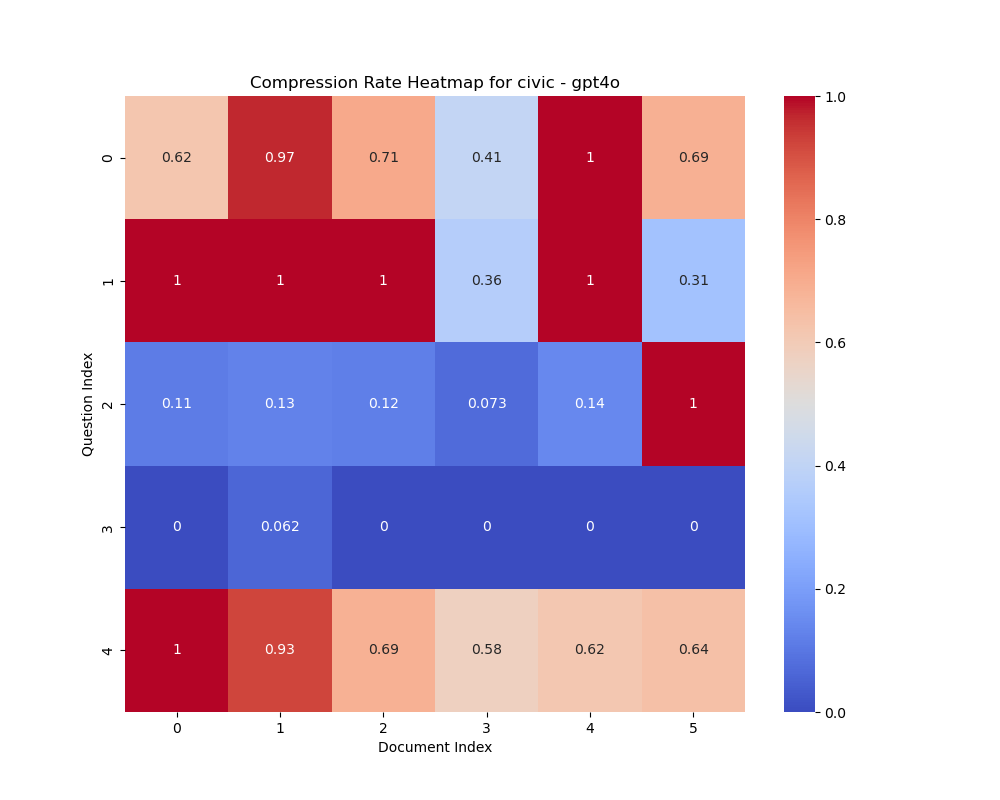 Compression Rate Heatmap for civic - gpt4o
1.0
0 0.62 0.97 0.71 0.41 1 0.69
0.8
1 1 1 1 0.36 1 0.31
0.6
Question Index
2 0.11 0.13 0.12 0.073 0.14 1
0.4
3 0 0.062 0 0 0 0
0.2
4 1 0.93 0.69 0.58 0.62 0.64
0.0
0 1 2 3 4 5
Document Index